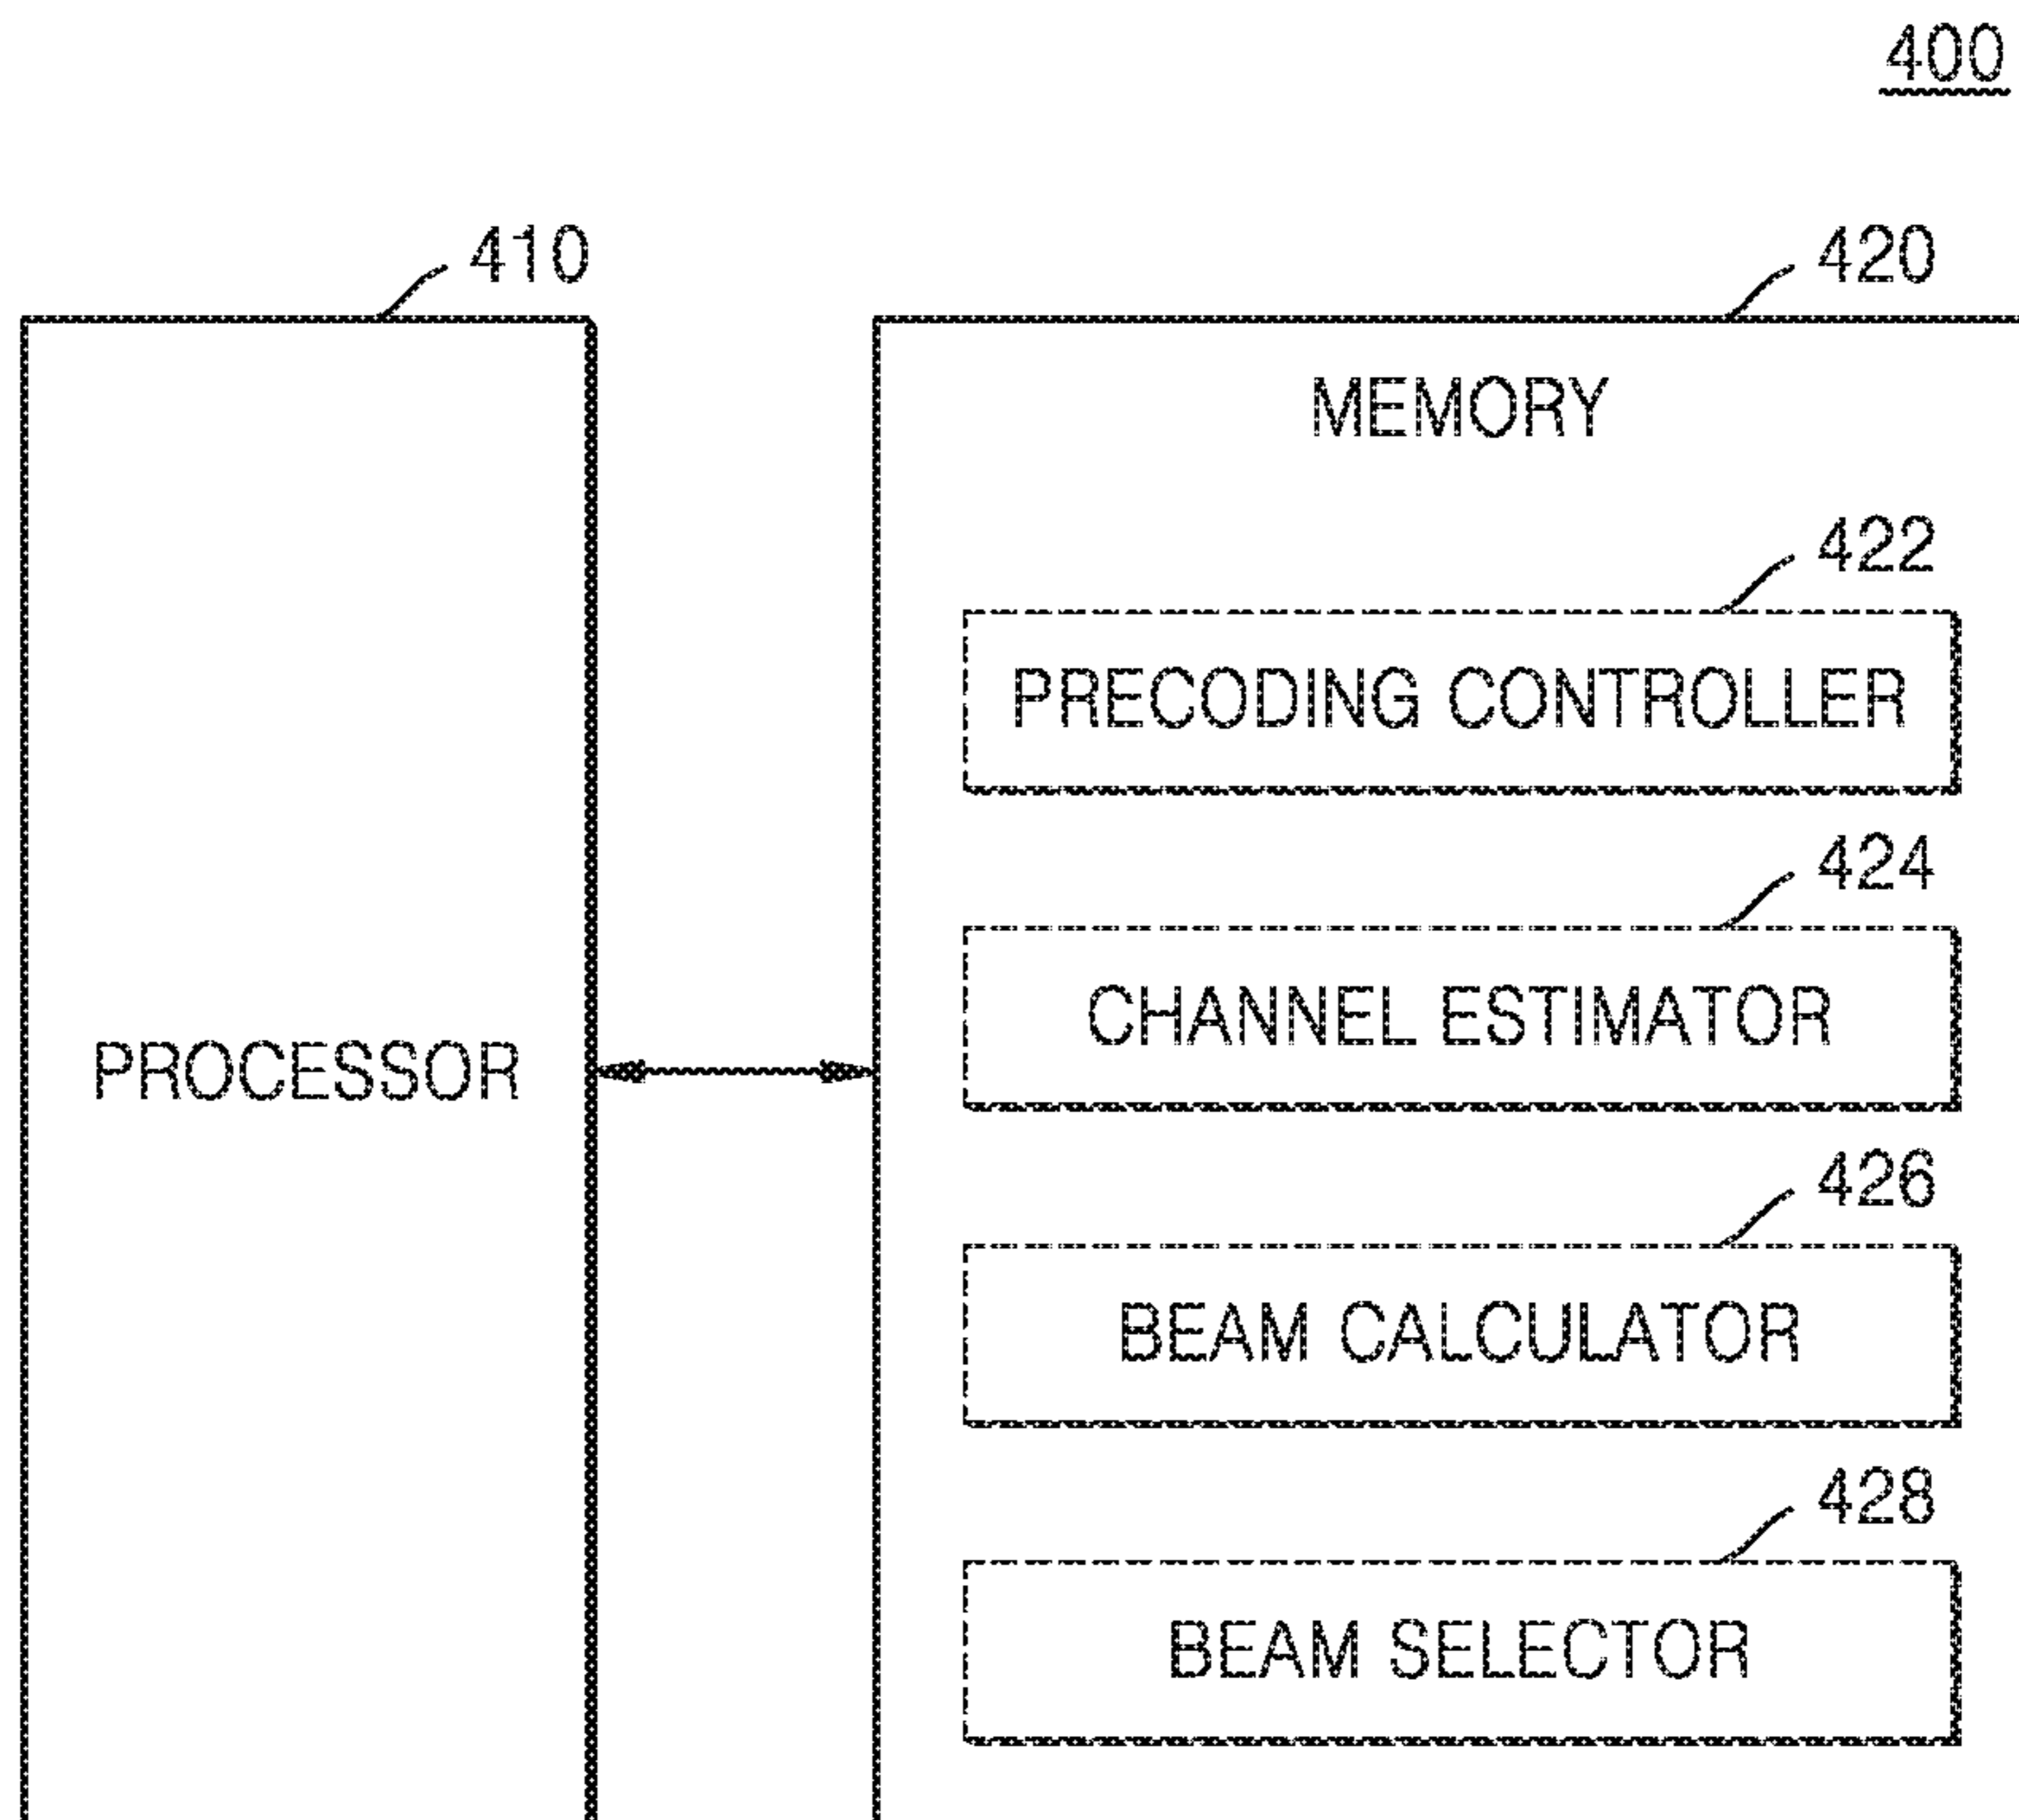 400
410
420
MEMORY
422
PRECODING CONTROLLER
424
CHANNEL ESTIMATOR
PROCESSOR
426
BEAM CALCULATOR
428
BEAM SELECTOR